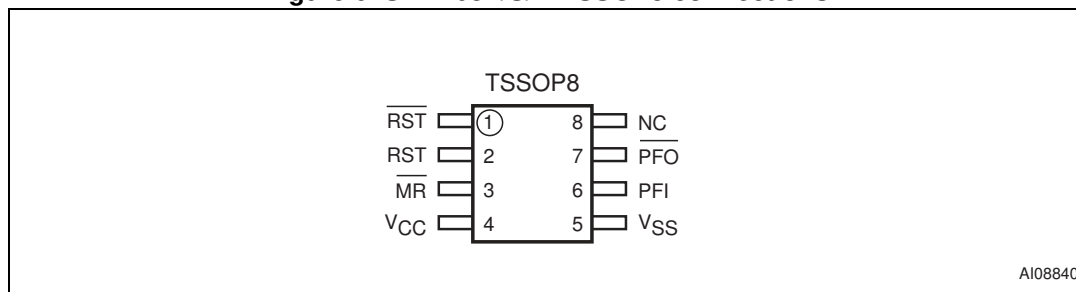 TSSOP8
RST 1 8 NC
RST 2 7 PFO
MR 3 6 PFI
VCC 4 5 VSS
AI08840